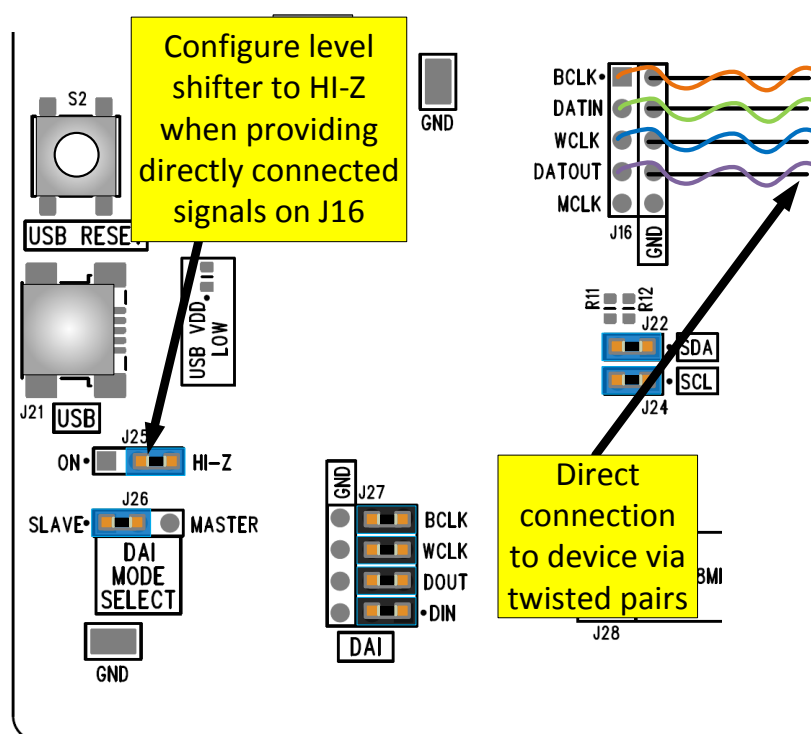 Configure level
shifter to HI-Z
when providing
directly connected
signals on J16
S2
GND
USB RESET
BCLK
DATIN
WCLK
DATOUT
MCLK
J16
GND
USB VDD
LOW
R11
R12
J22
SDA
SCL
J24
J21
USB
J25
ON
HI-Z
J26
SLAVE
MASTER
DAI
MODE
SELECT
GND
GND
J27
BCLK
WCLK
DOUT
DIN
DAI
Direct
connection
to device via
twisted pairs
J28